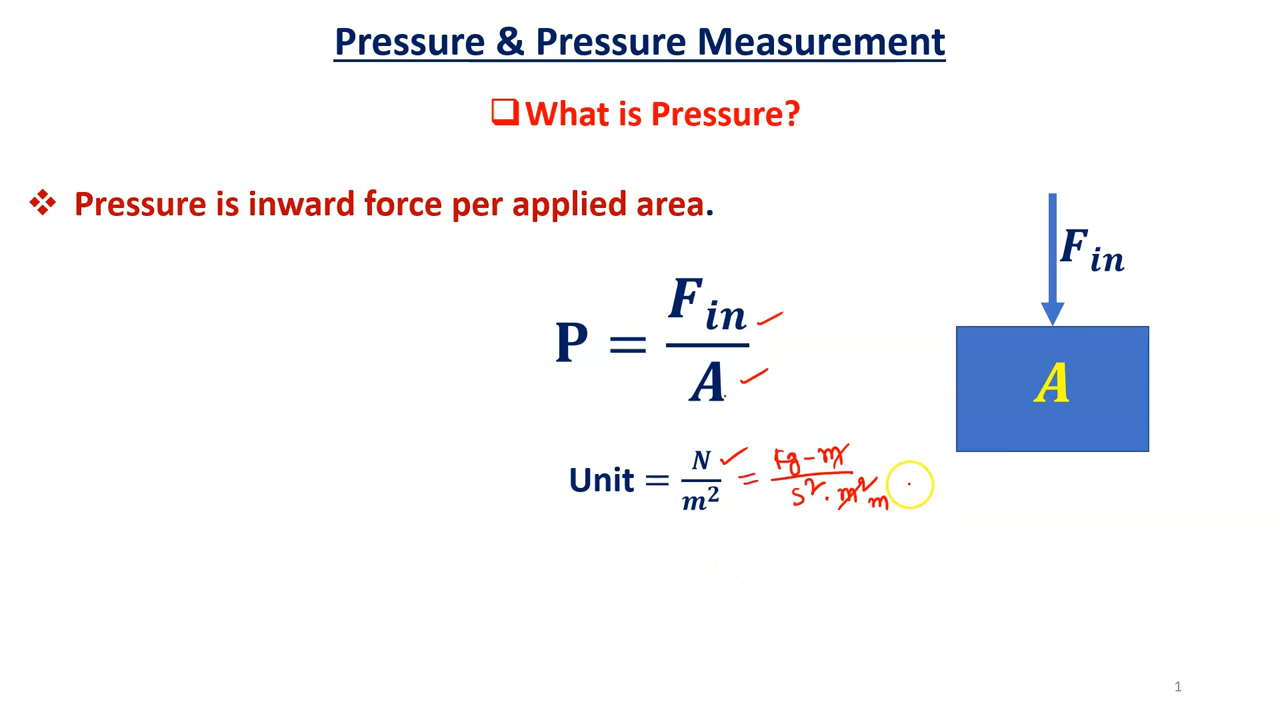 Pressure & Pressure Measurement
❑What is Pressure?
❖ Pressure is inward force per applied area.
F_in
P = F_in / A
A
Unit = N / m² = Kg-m / s² . m² m
1